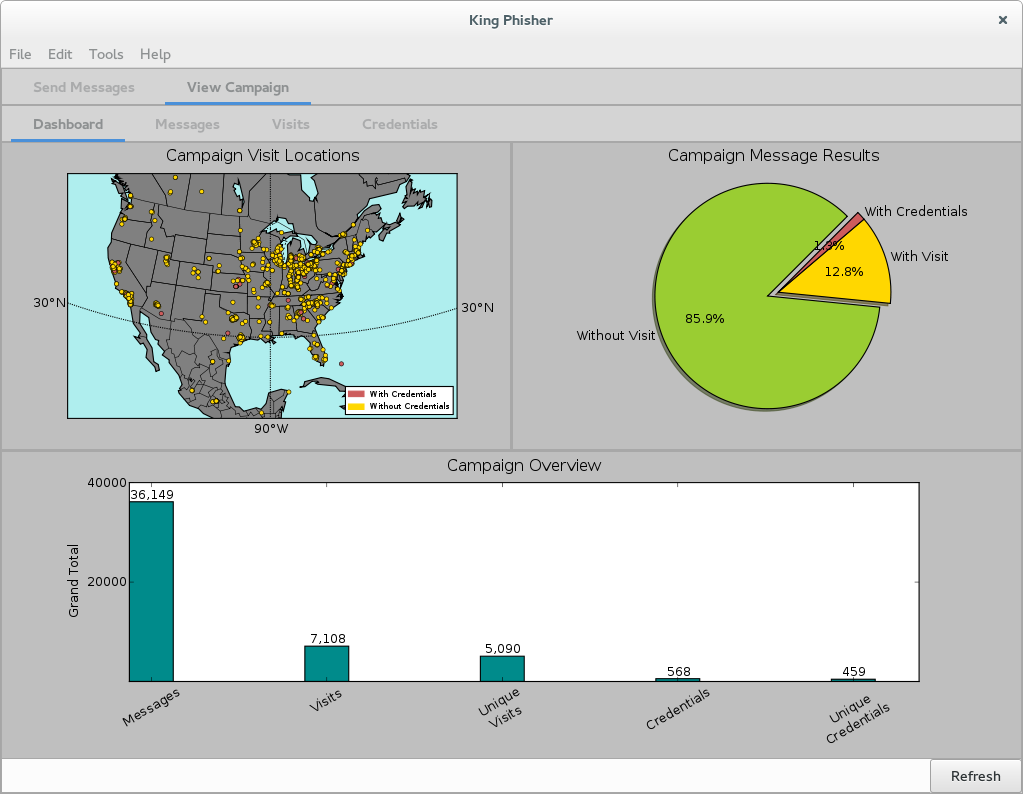 King Phisher
File Edit Tools Help
Send Messages View Campaign
Dashboard Messages Visits Credentials
Campaign Visit Locations
30°N
30°N
90°W
With Credentials
Without Credentials
Campaign Message Results
With Credentials
1.3%
With Visit
12.8%
85.9%
Without Visit
Campaign Overview
Grand Total
40000
20000
36,149
7,108
5,090
568
459
Messages
Visits
Unique
Visits
Credentials
Unique
Credentials
Refresh